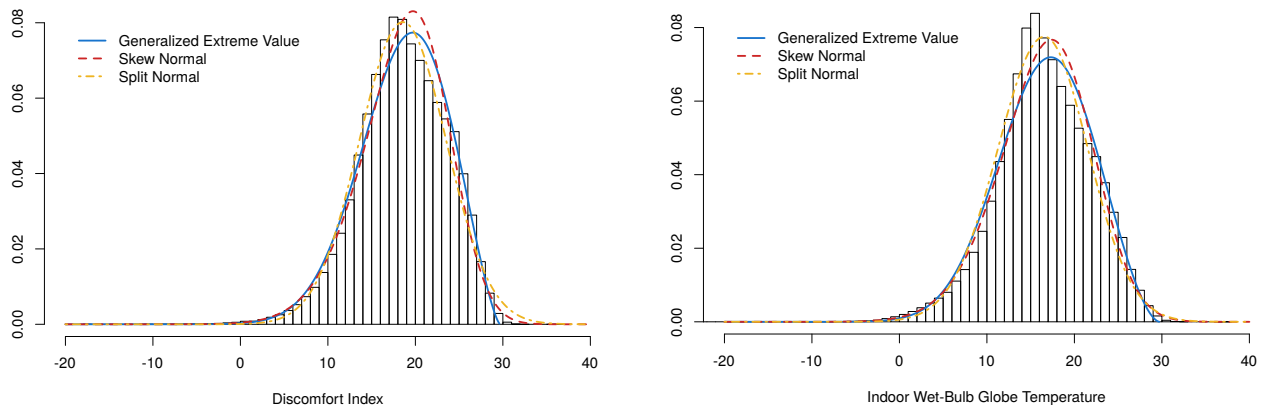 0.00 0.02 0.04 0.06 0.08
Generalized Extreme Value
Skew Normal
Split Normal
-20 -10 0 10 20 30 40
Discomfort Index
0.00 0.02 0.04 0.06 0.08
Generalized Extreme Value
Skew Normal
Split Normal
-20 -10 0 10 20 30 40
Indoor Wet-Bulb Globe Temperature